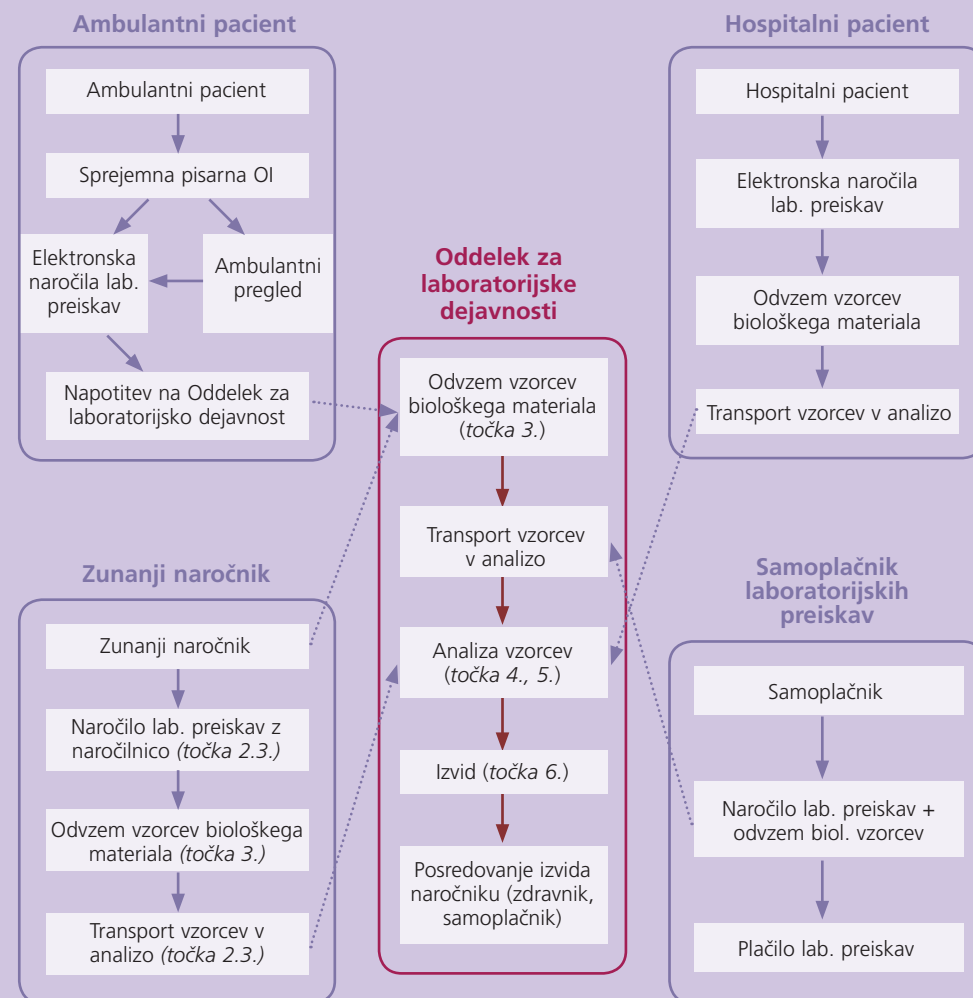 Ambulantni pacient
Ambulantni pacient
Sprejemna pisarna OI
Elektronska
naročila lab.
preiskav
Ambulantni
pregled
Napotitev na Oddelek za
laboratorijsko dejavnost
Hospitalni pacient
Hospitalni pacient
Elektronska naročila
lab. preiskav
Odvzem vzorcev
biološkega materiala
Transport vzorcev v analizo
Oddelek za
laboratorijske
dejavnosti
Odvzem vzorcev
biološkega materiala
(točka 3.)
Transport vzorcev
v analizo
Analiza vzorcev
(točka 4., 5.)
Izvid (točka 6.)
Posredovanje izvida
naročniku (zdravnik,
samoplačnik)
Zunanji naročnik
Zunanji naročnik
Naročilo lab. preiskav z
naročilnico (točka 2.3.)
Odvzem vzorcev biološkega
materiala (točka 3.)
Transport vzorcev v
analizo (točka 2.3.)
Samoplačnik
laboratorijskih
preiskav
Samoplačnik
Naročilo lab. preiskav +
odvzem biol. vzorcev
Plačilo lab. preiskav